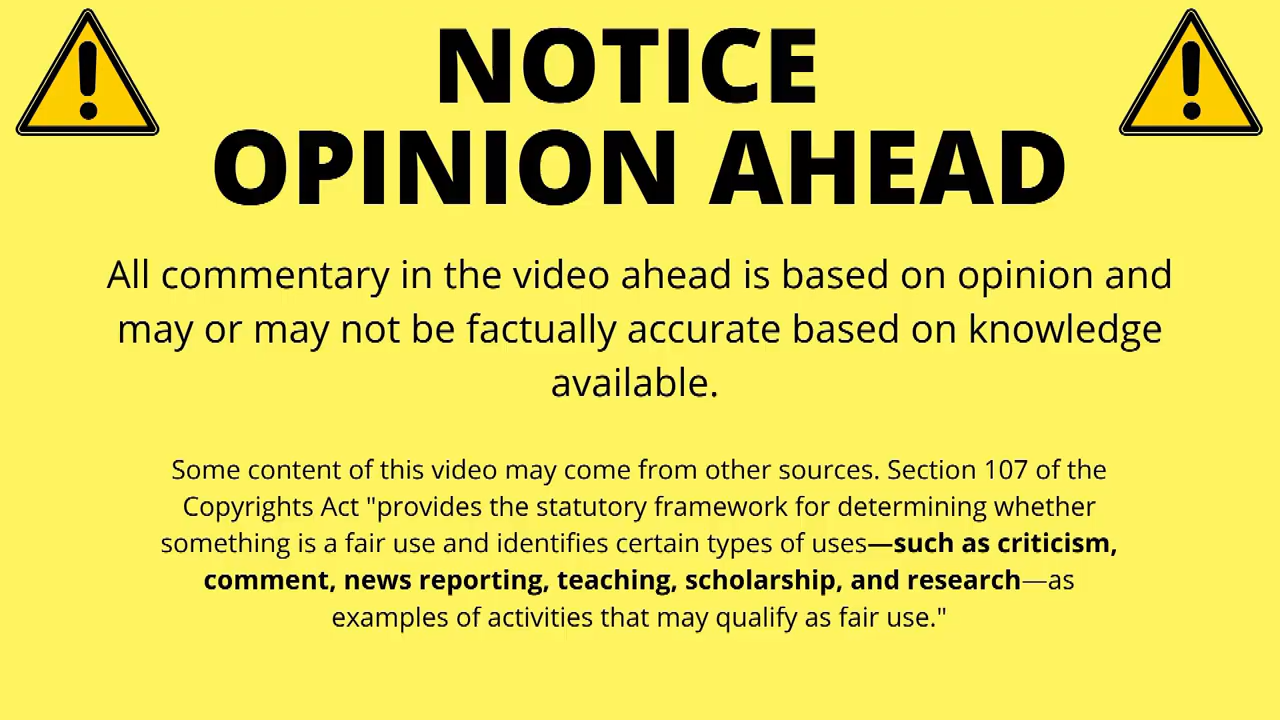 NOTICE
OPINION AHEAD
All commentary in the video ahead is based on opinion and
may or may not be factually accurate based on knowledge
available.
Some content of this video may come from other sources. Section 107 of the
Copyrights Act "provides the statutory framework for determining whether
something is a fair use and identifies certain types of uses—such as criticism,
comment, news reporting, teaching, scholarship, and research—as
examples of activities that may qualify as fair use."